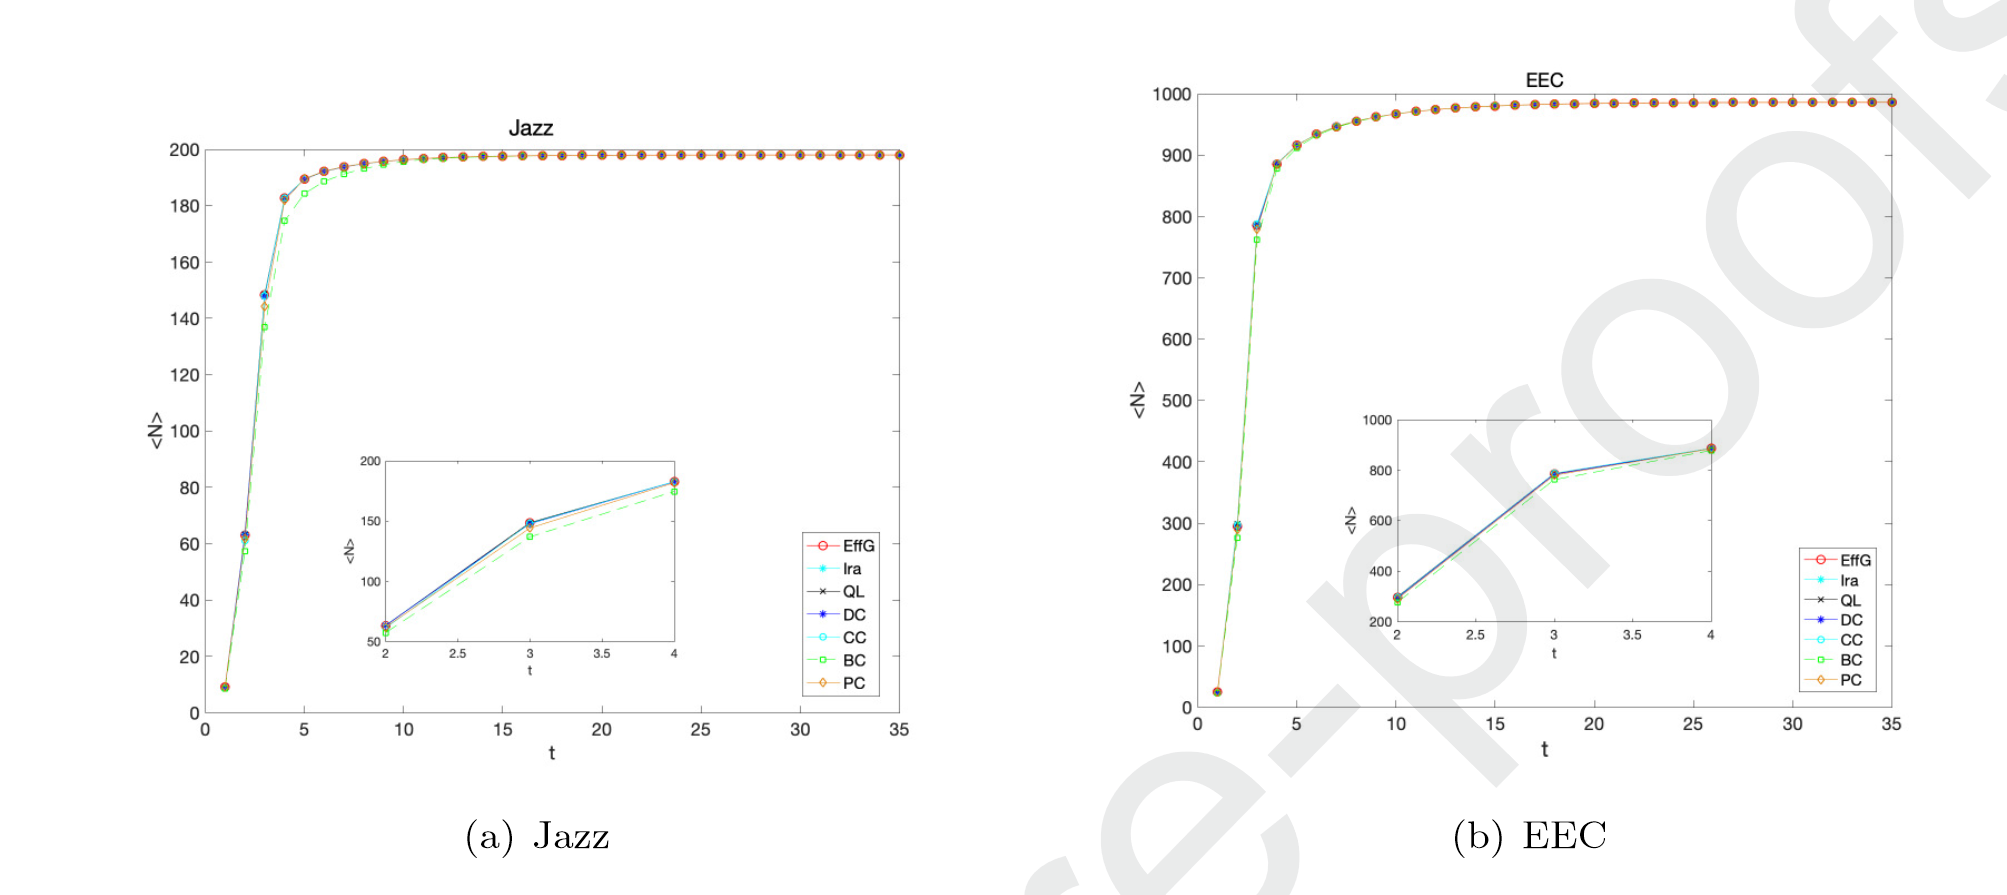 Jazz
200
180
160
140
120
100
80
60
40
20
0
<N>
0 5 10 15 20 25 30 35
t
200
150
100
50
<N>
2 2.5 3 3.5 4
t
EffG
Ira
QL
DC
CC
BC
PC
(a) Jazz
EEC
1000
900
800
700
600
500
400
300
200
100
0
<N>
0 5 10 15 20 25 30 35
t
1000
800
600
400
200
<N>
2 2.5 3 3.5 4
t
EffG
Ira
QL
DC
CC
BC
PC
(b) EEC
re-proofs